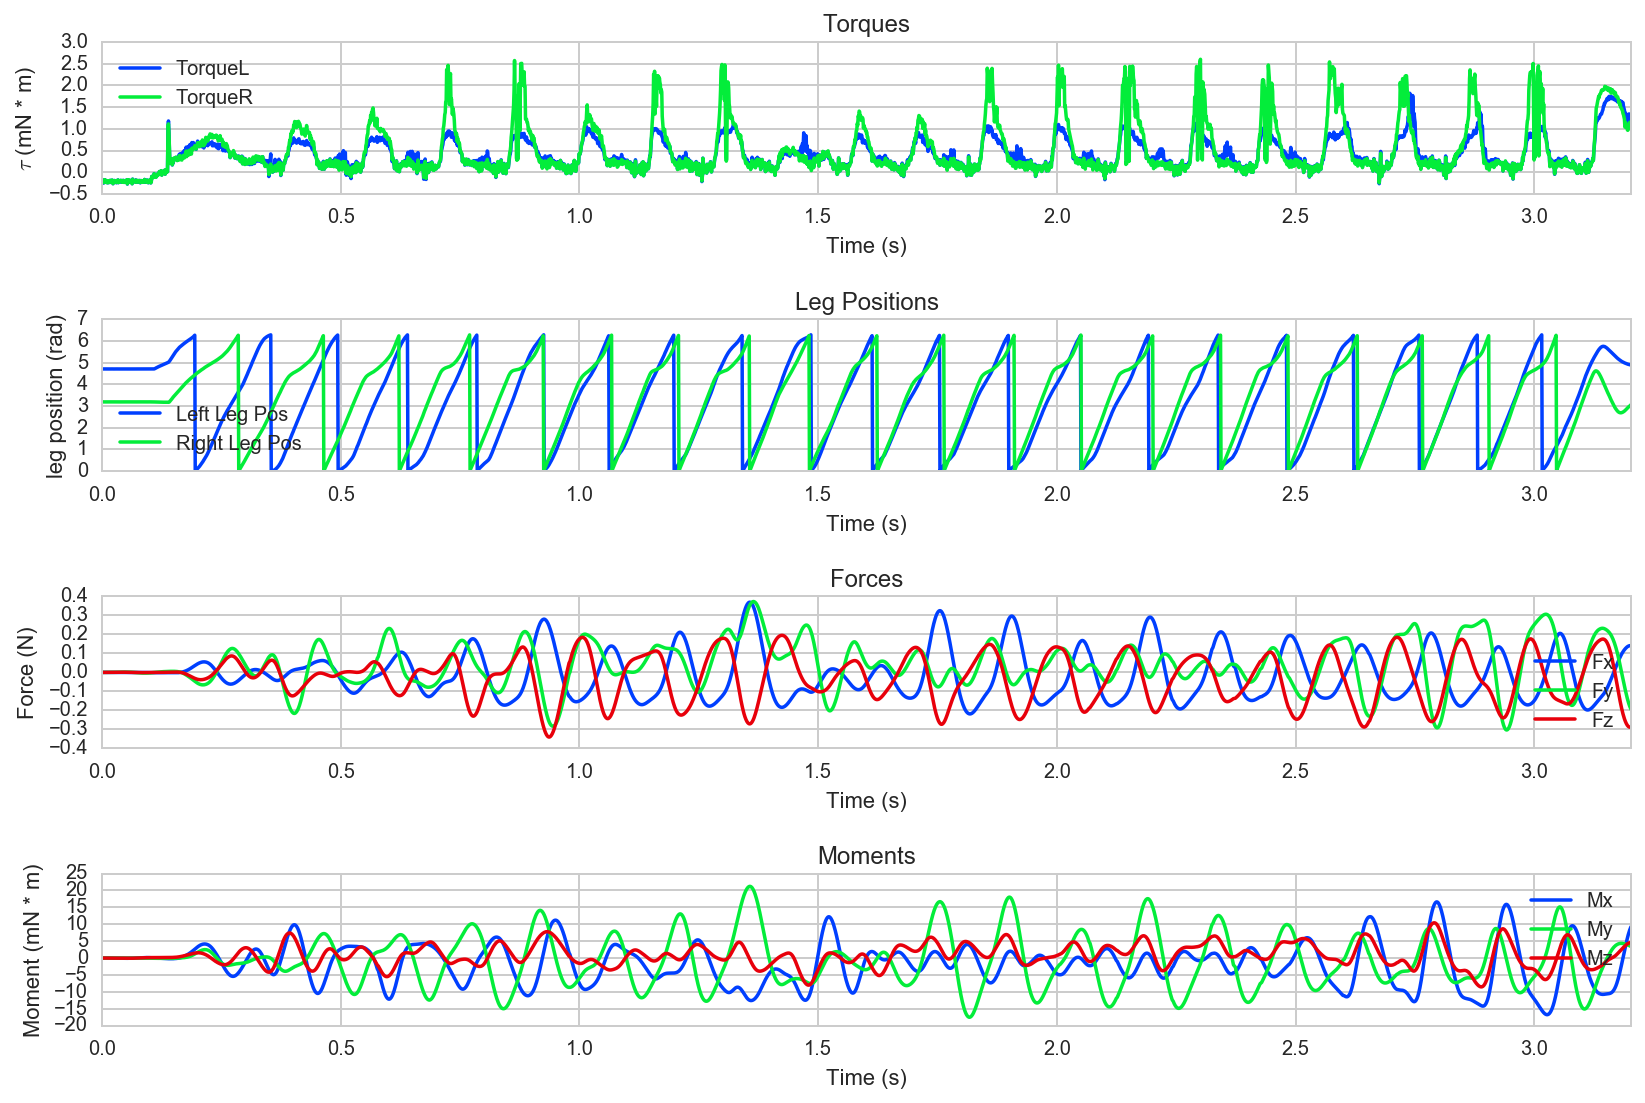 Torques
τ (mN * m)
3.0
2.5
2.0
1.5
1.0
0.5
0.0
−0.5
TorqueL
TorqueR
0.0 0.5 1.0 1.5 2.0 2.5 3.0
Time (s)
Leg Positions
leg position (rad)
7
6
5
4
3
2
1
0
Left Leg Pos
Right Leg Pos
0.0 0.5 1.0 1.5 2.0 2.5 3.0
Time (s)
Forces
Force (N)
0.4
0.3
0.2
0.1
0.0
−0.1
−0.2
−0.3
−0.4
Fx
Fy
Fz
0.0 0.5 1.0 1.5 2.0 2.5 3.0
Time (s)
Moments
Moment (mN * m)
25
20
15
10
5
0
−5
−10
−15
−20
Mx
My
Mz
0.0 0.5 1.0 1.5 2.0 2.5 3.0
Time (s)